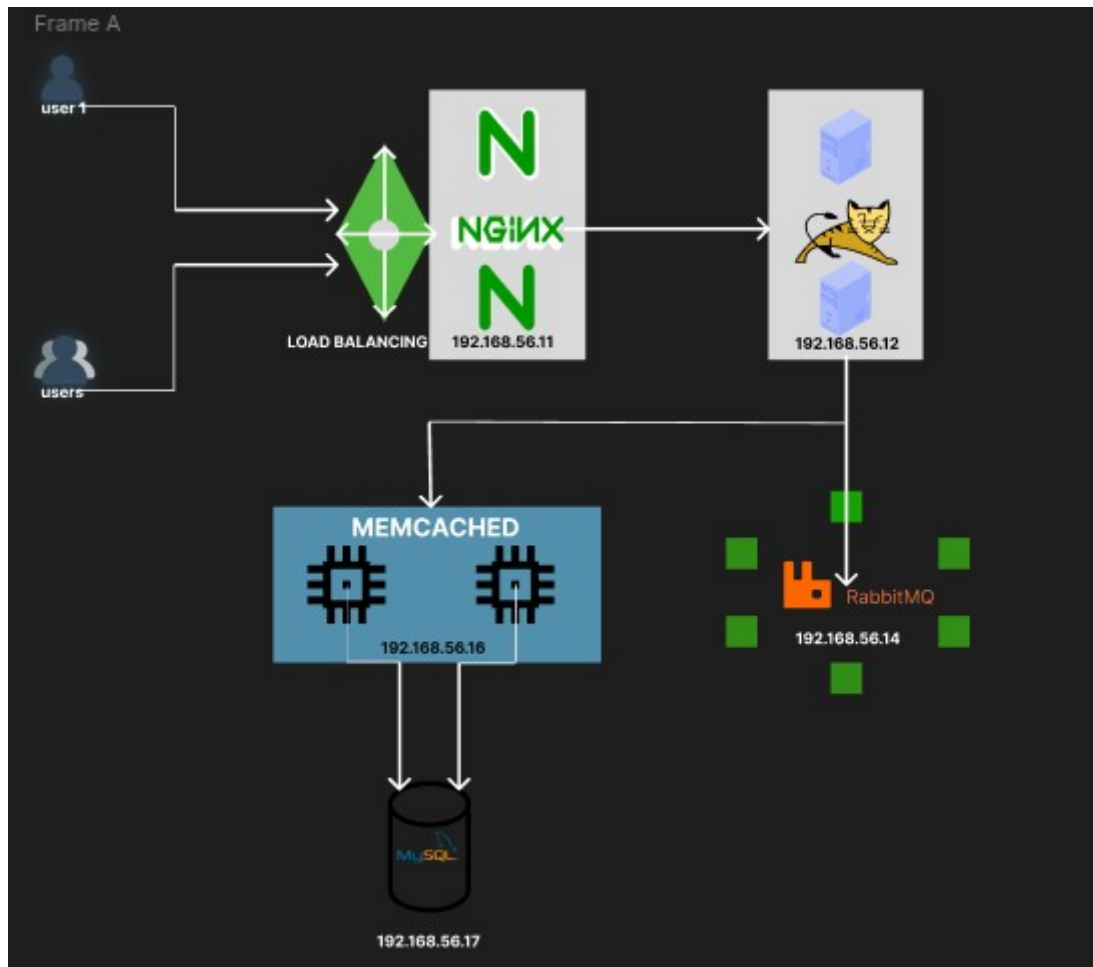 Frame A
user 1
N
NGINX
N
LOAD BALANCING
192.168.56.11
192.168.56.12
users
MEMCACHED
192.168.56.16
RabbitMQ
192.168.56.14
MySQL
192.168.56.17